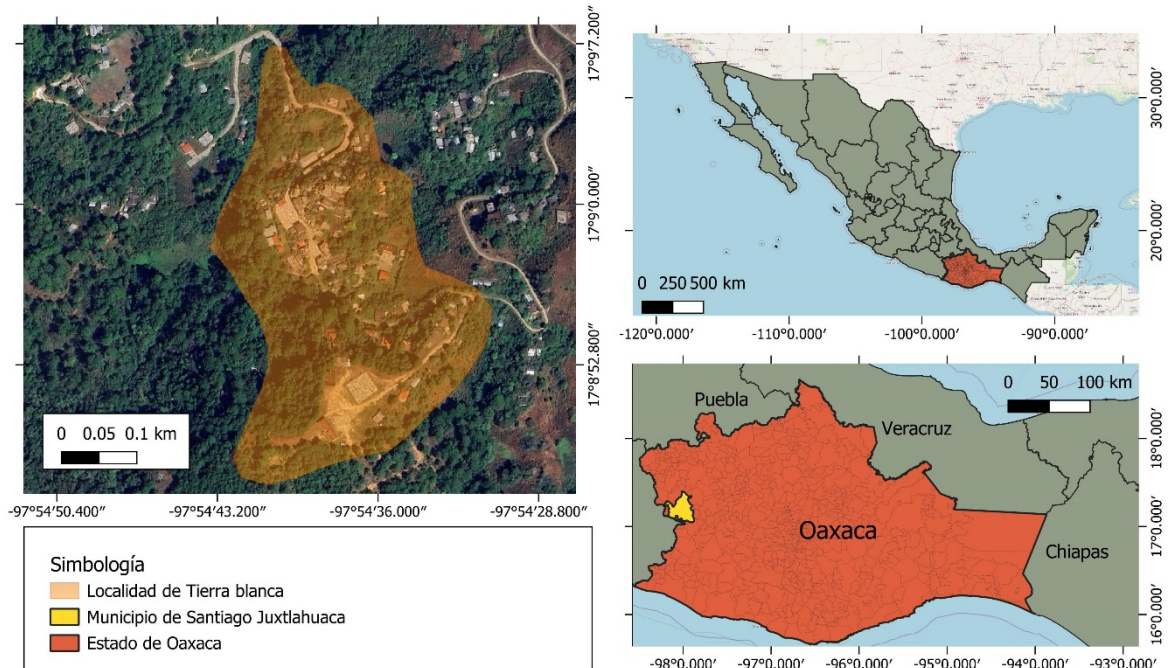 17°9′7.200″
17°9′0.000″
17°8′52.800″
0 0.05 0.1 km
-97°54′50.400″ -97°54′43.200″ -97°54′36.000″ -97°54′28.800″
Simbología
Localidad de Tierra blanca
Municipio de Santiago Juxtlahuaca
Estado de Oaxaca
30°0.000′
20°0.000′
0 250 500 km
-120°0.000′ -110°0.000′ -100°0.000′ -90°0.000′
0 50 100 km
Puebla
Veracruz
Oaxaca
Chiapas
18°0.000′
17°0.000′
16°0.000′
-98°0.000′ -97°0.000′ -96°0.000′ -95°0.000′ -94°0.000′ -93°0.000′